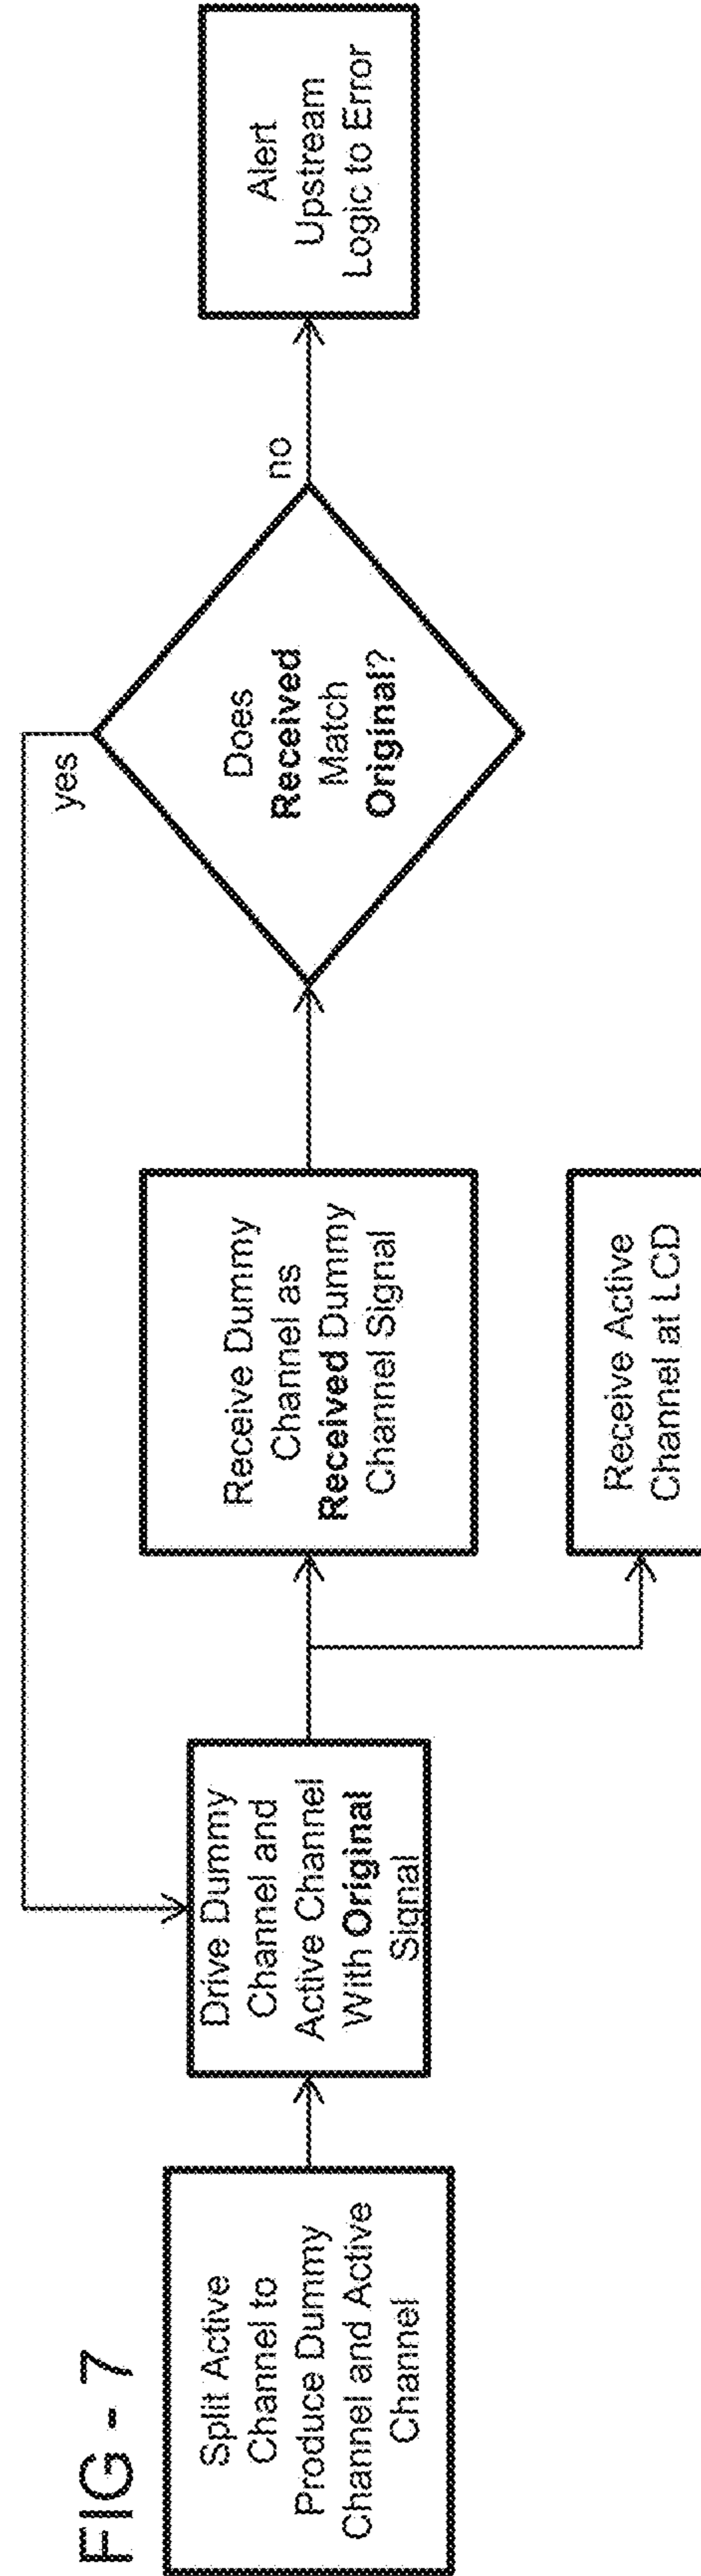 FIG - 7
Split Active
Channel to
Produce Dummy
Channel and Active
Channel
Drive Dummy
Channel and
Active Channel
With Original
Signal
Receive Dummy
Channel as
Received Dummy
Channel Signal
Receive Active
Channel at LCD
Does
Received
Match
Original?
yes
no
Alert
Upstream
Logic to Error